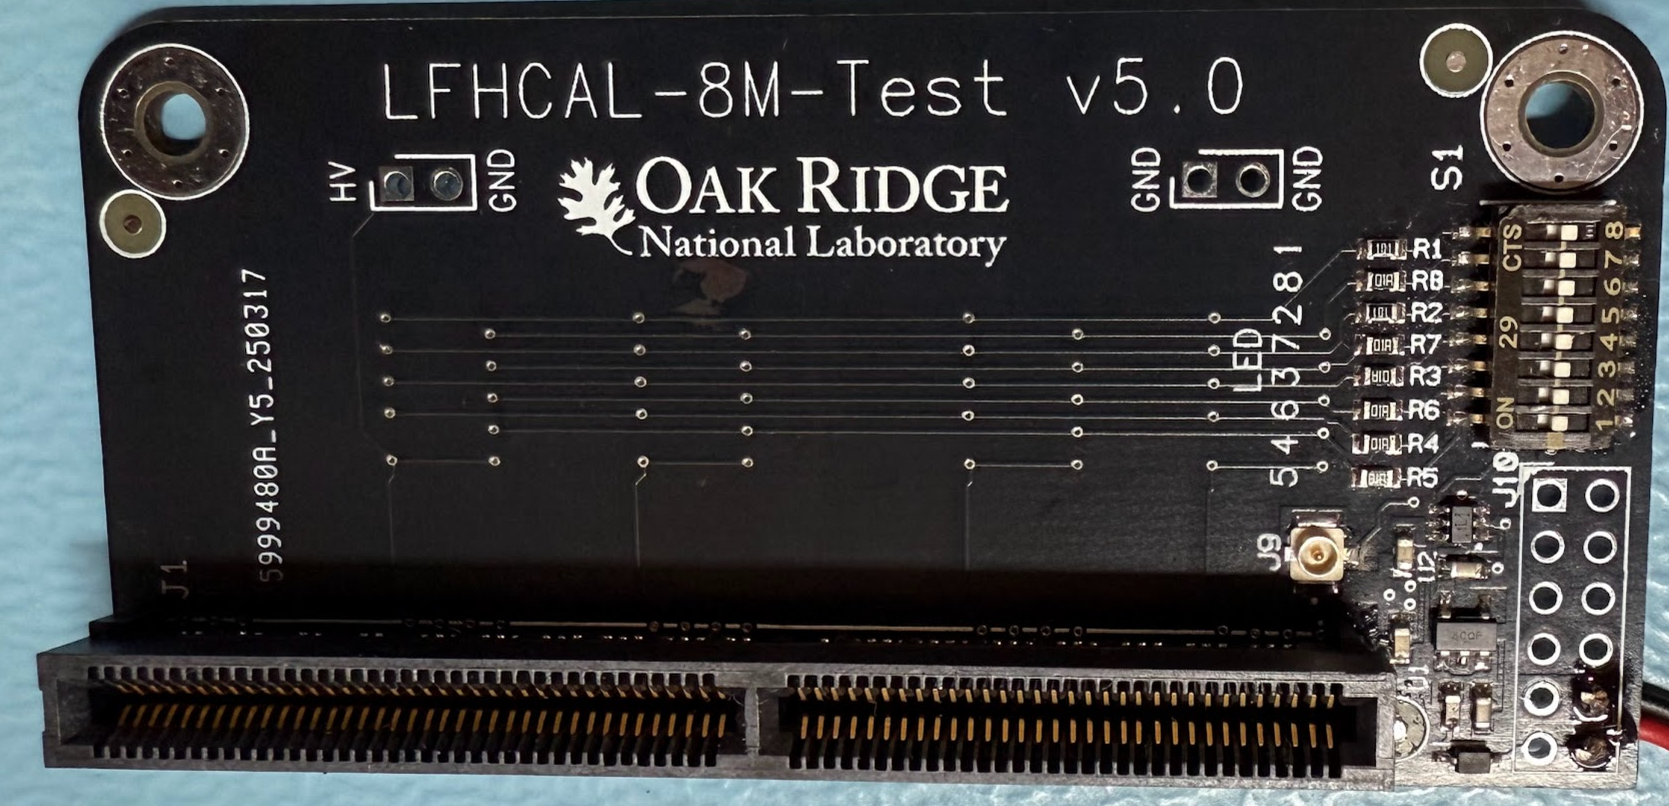 LFHCAL-8M-Test v5.0
HV
GND
OAK RIDGE
National Laboratory
GND
GND
S1
1
8
2
7
3
6
4
5
LED
R1
R8
R2
R7
R3
R6
R4
R5
CTS
29
ON
8
7
6
5
4
3
2
1
J10
J9
U2
U1
J1
5999480A_Y5_250317